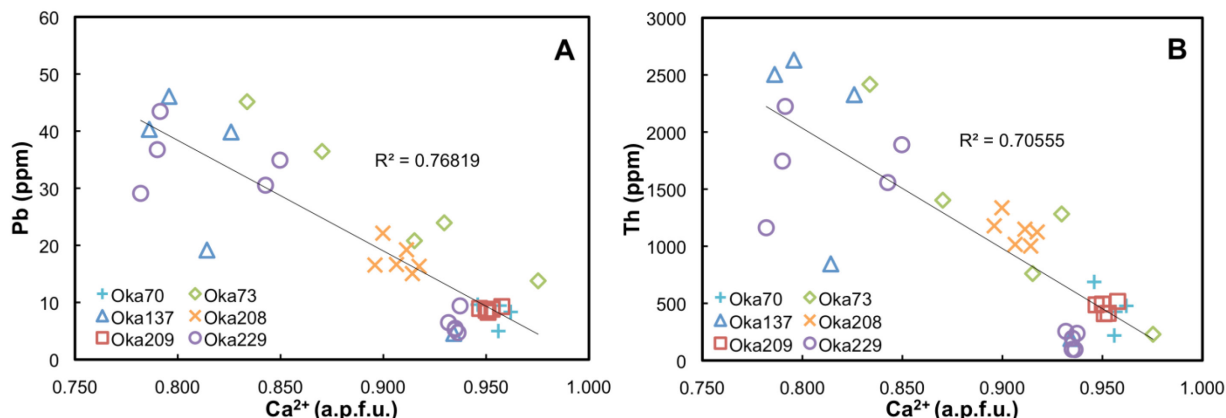 A
60
50
40
30
20
10
0
Pb (ppm)
R² = 0.76819
Oka70
Oka73
Oka137
Oka208
Oka209
Oka229
0.750 0.800 0.850 0.900 0.950 1.000
Ca²⁺ (a.p.f.u.)
B
3000
2500
2000
1500
1000
500
0
Th (ppm)
R² = 0.70555
Oka70
Oka73
Oka137
Oka208
Oka209
Oka229
0.750 0.800 0.850 0.900 0.950 1.000
Ca²⁺ (a.p.f.u.)